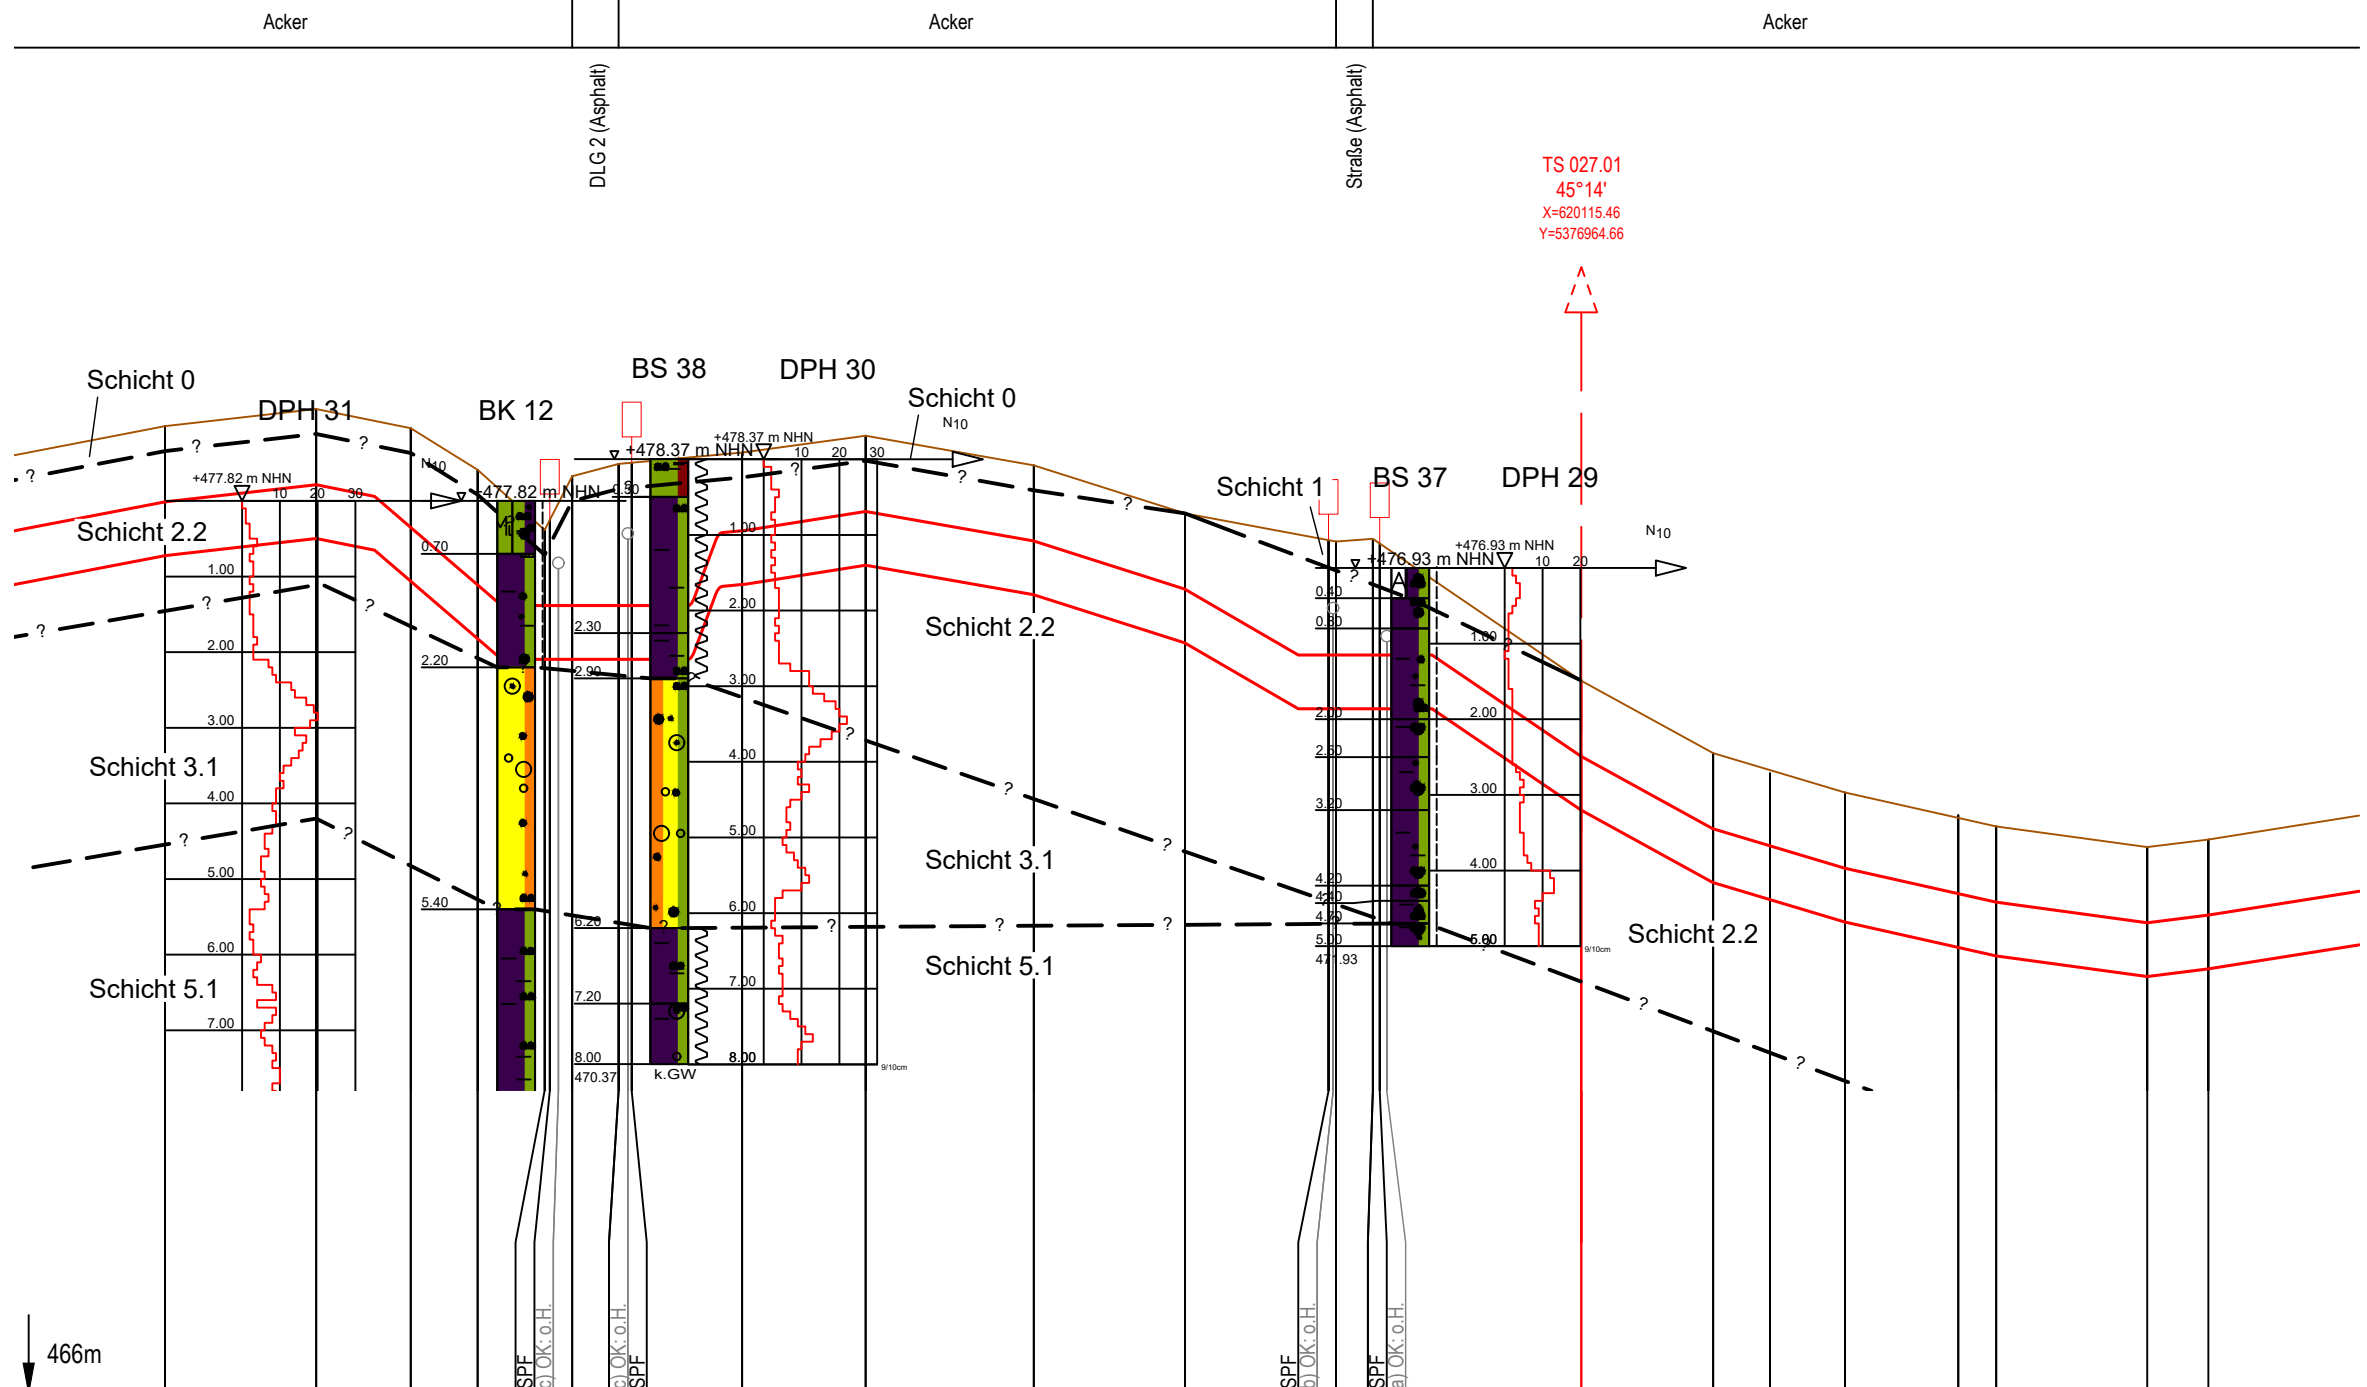 Acker
Acker
Acker
DLG 2 (Asphalt)
Straße (Asphalt)
TS 027.01
45°14'
X=620115.46
Y=5376964.66
Schicht 0
DPH 31
BK 12
BS 38
DPH 30
Schicht 0
N10
+478.37 m NHN
+478.37 m NHN
10
20
30
N10
+477.82 m NHN
10
20
30
+477.82 m NHN
0.50
Schicht 1
BS 37
DPH 29
N10
+476.93 m NHN
+476.93 m NHN
10
20
A
Schicht 2.2
0.70
1.00
2.00
2.20
3.00
Schicht 3.1
4.00
5.00
5.40
6.00
Schicht 5.1
7.00
1.00
2.00
2.30
2.90
3.00
4.00
5.00
6.00
6.20
7.00
7.20
8.00
8.00
470.37
k.GW
9/10cm
Schicht 2.2
Schicht 3.1
Schicht 5.1
0.40
0.80
1.00
2.00
2.00
2.50
3.00
3.20
4.00
4.20
4.40
4.70
5.00
5.00
471.93
9/10cm
Schicht 2.2
466m
SPF
c) OK: o.H.
c) OK: o.H.
SPF
SPF
b) OK: o.H.
SPF
a) OK: o.H.